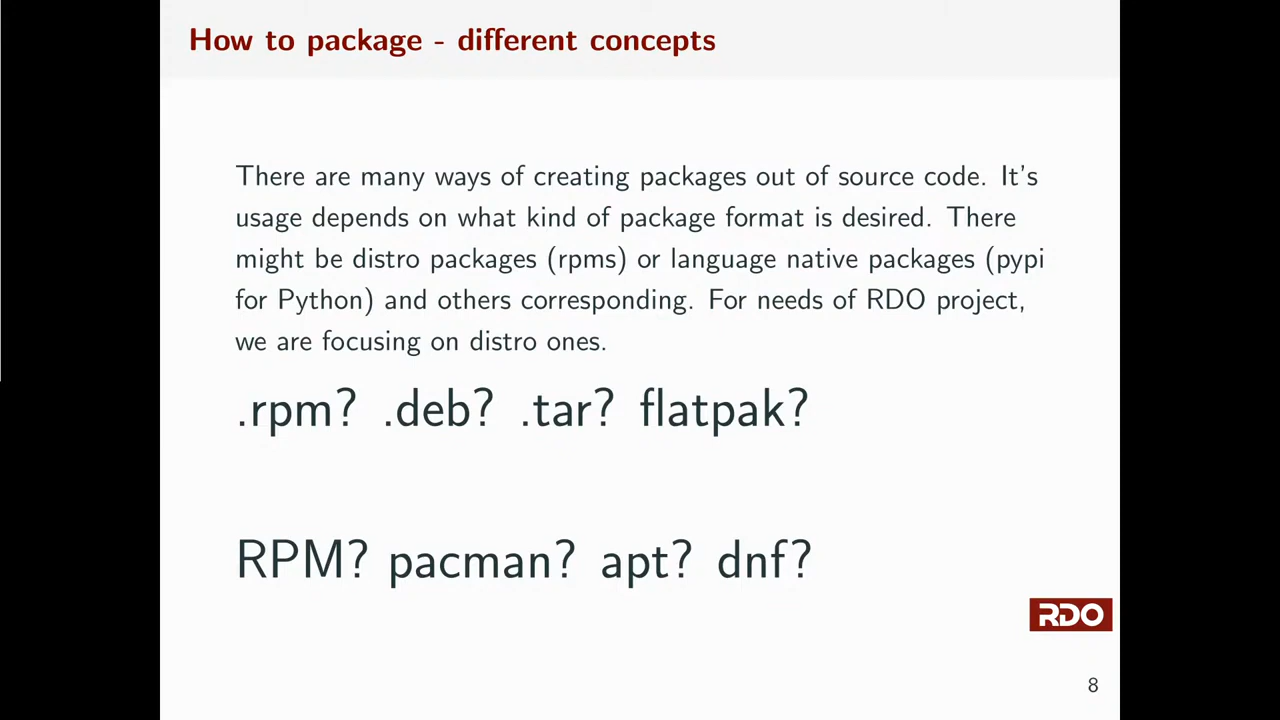 How to package - different concepts
There are many ways of creating packages out of source code. It's
usage depends on what kind of package format is desired. There
might be distro packages (rpms) or language native packages (pypi
for Python) and others corresponding. For needs of RDO project,
we are focusing on distro ones.
.rpm? .deb? .tar? flatpak?
RPM? pacman? apt? dnf?
RDO
8